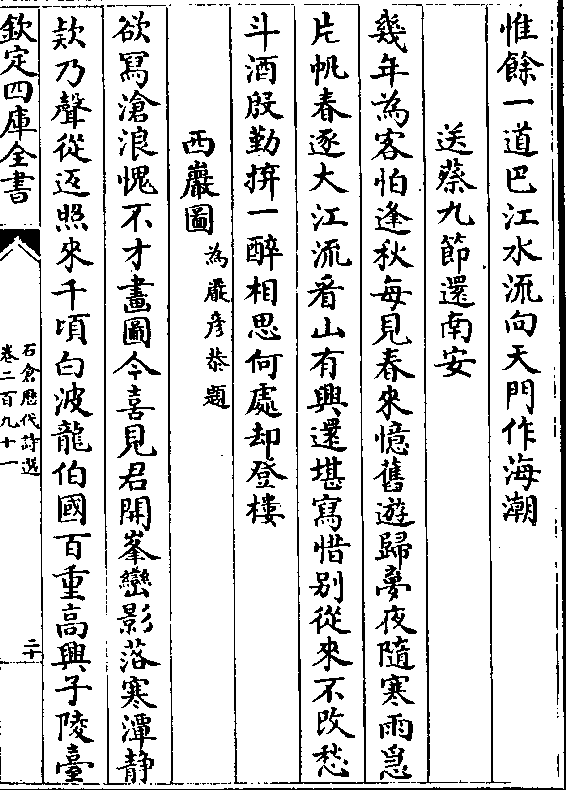 惟餘一道巴江水流向天門作海潮
送蔡九節還南安
幾年為客怕逢秋每見春來憶舊遊歸夢夜隨寒雨急
片帆春逐大江流看山有興還堪寫惜别從來不改愁
斗酒殷勤拚一醉相思何處却登樓
西巖圖為嚴彦恭題
欲冩滄浪愧不才畫圖今喜見君開峯巒影落寒潭静
欵乃聲從返照來千頃白波龍伯國百重高興子陵臺
欽定四庫全書
石倉歷代詩選
卷二百九十一
二十